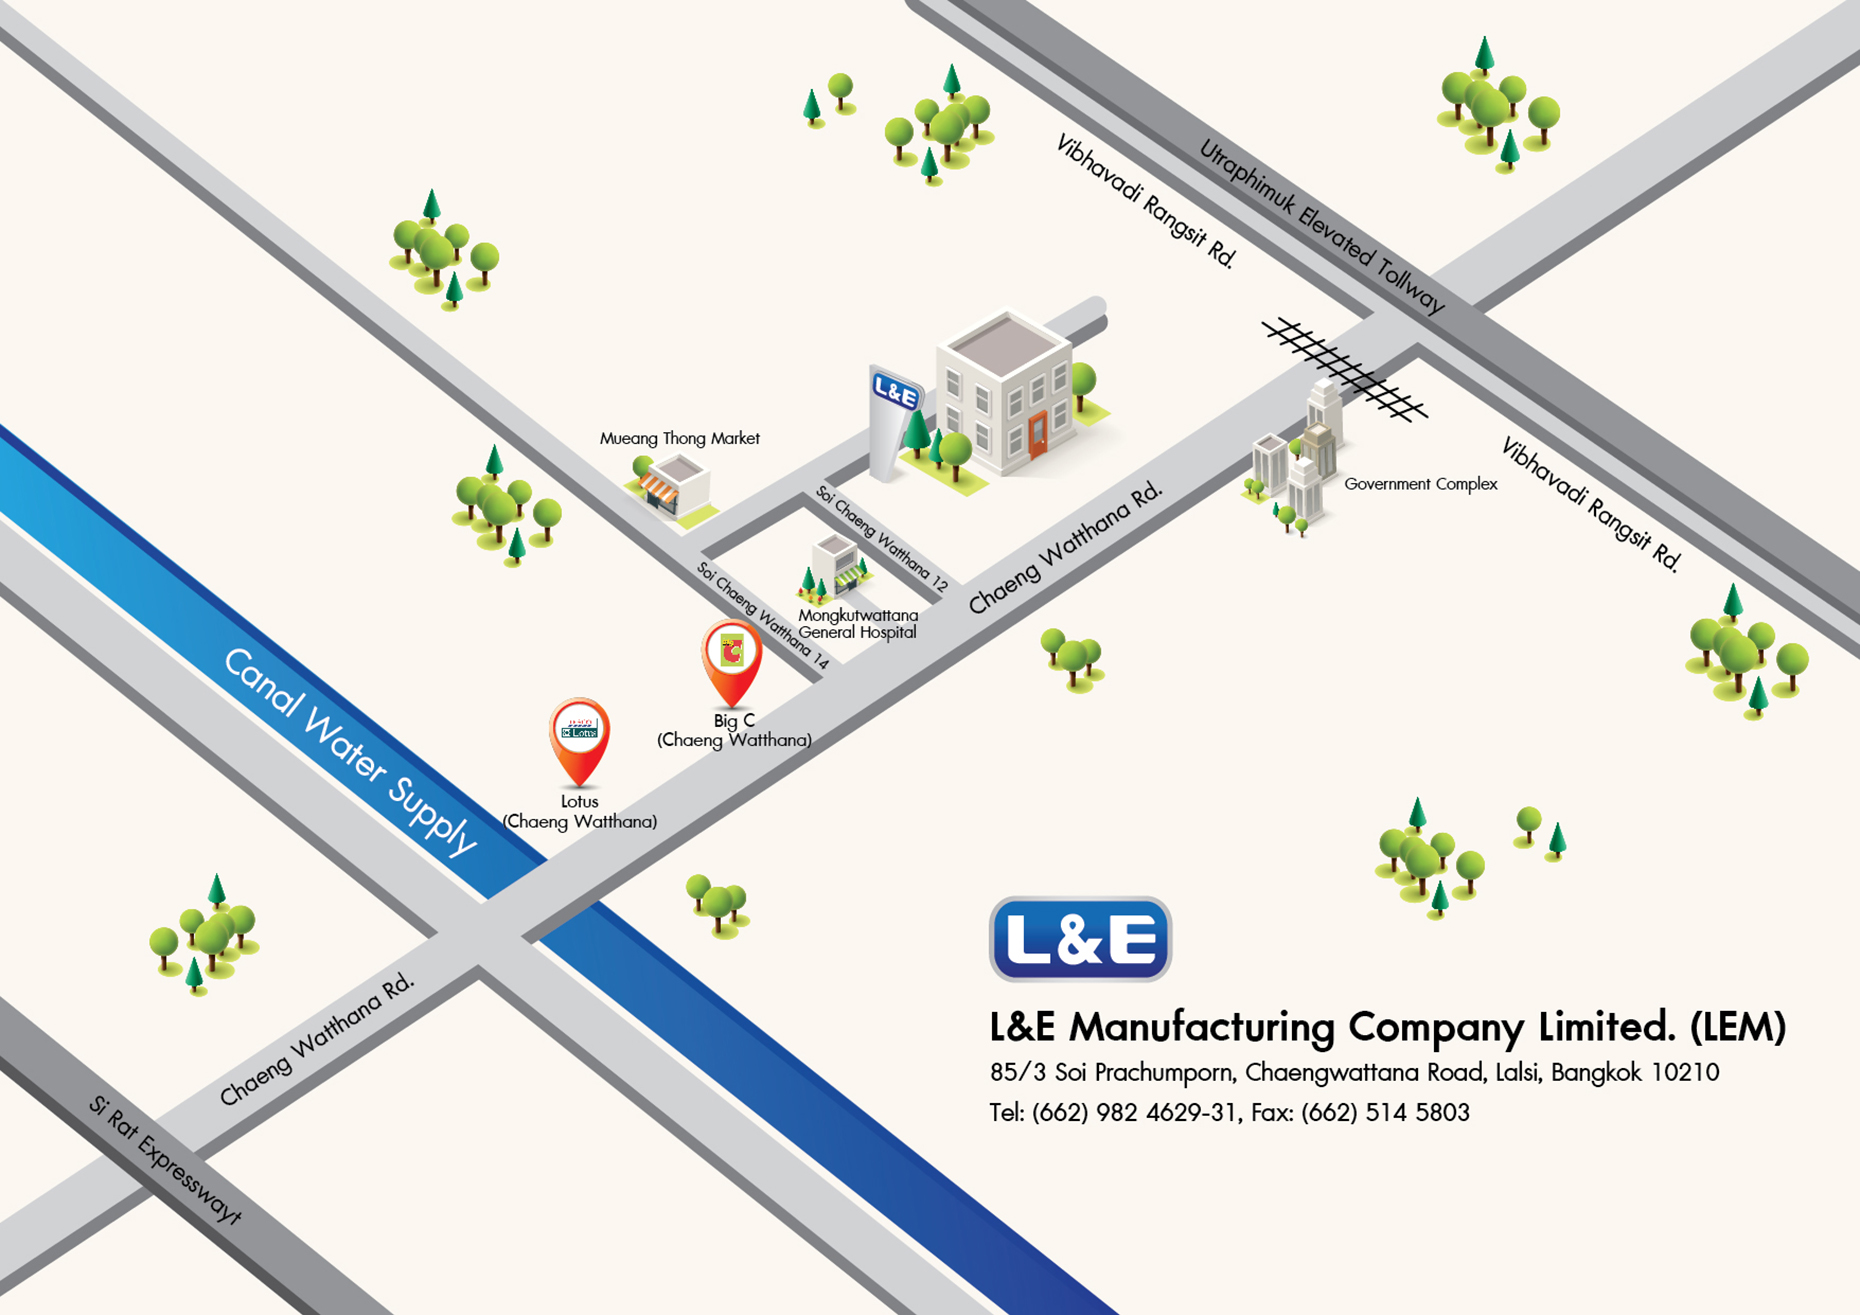 Vibhavadi Rangsit Rd.
Utraphimuk Elevated Tollway
L&E
Mueang Thong Market
Soi Chaeng Watthana 12
Chaeng Watthana Rd.
Government Complex
Vibhavadi Rangsit Rd.
Soi Chaeng Watthana 14
Mongkutwattana
General Hospital
Canal Water Supply
C
Big C
(Chaeng Watthana)
TESCO
Lotus
Lotus
(Chaeng Watthana)
Chaeng Watthana Rd.
Si Rat Expresswayt
L&E
L&E Manufacturing Company Limited. (LEM)
85/3 Soi Prachumporn, Chaengwattana Road, Lalsi, Bangkok 10210
Tel: (662) 982 4629-31, Fax: (662) 514 5803